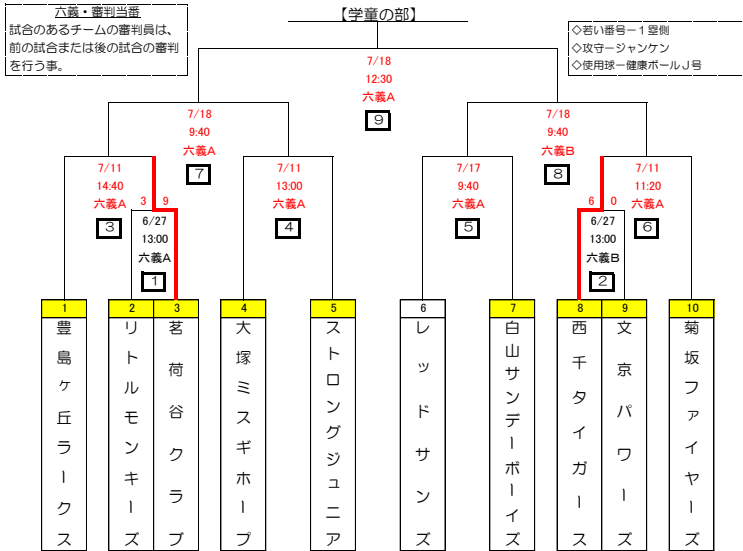 六義・審判当番
試合のあるチームの審判員は、
前の試合または後の試合の審判
を行う事。
【学童の部】
◇若い番号－１塁側
◇攻守－ジャンケン
◇使用球－健康ボールＪ号
7/18
12:30
六義A
9
7/18
9:40
六義A
7
7/18
9:40
六義B
8
7/11
14:40
六義A
3
3 9
6/27
13:00
六義A
1
7/11
13:00
六義A
4
7/17
9:40
六義A
5
6 0
6/27
13:00
六義B
2
7/11
11:20
六義A
6
1
豊島ヶ丘ラークス
2
リトルモンキーズ
3
茗荷谷クラブ
4
大塚ミスギホープ
5
ストロングジュニア
6
レッドサンズ
7
白山サンデーボーイズ
8
西千タイガース
9
文京パワーズ
10
菊坂ファイヤーズ